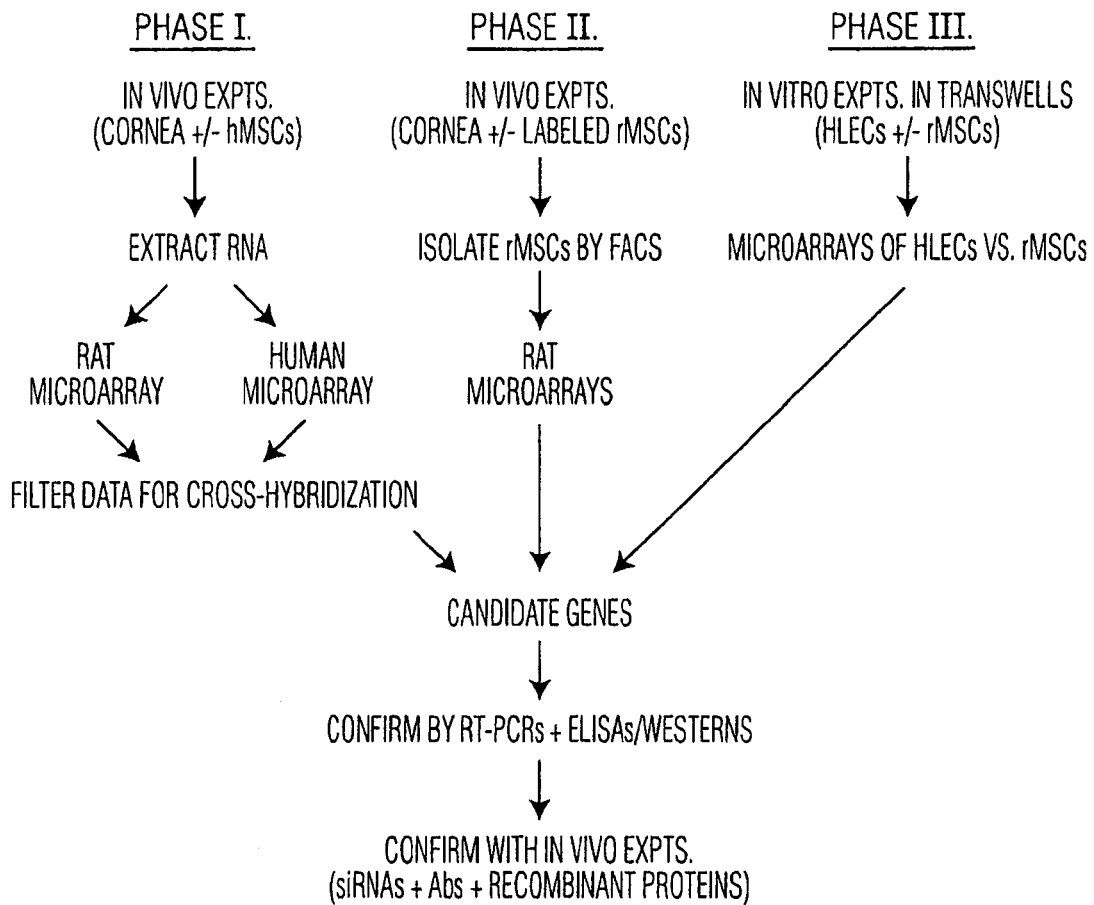 PHASE I.
IN VIVO EXPTS.
(CORNEA +/- hMSCs)
EXTRACT RNA
RAT
MICROARRAY
HUMAN
MICROARRAY
FILTER DATA FOR CROSS-HYBRIDIZATION
PHASE II.
IN VIVO EXPTS.
(CORNEA +/- LABELED rMSCs)
ISOLATE rMSCs BY FACS
RAT
MICROARRAYS
PHASE III.
IN VITRO EXPTS. IN TRANSWELLS
(HLECs +/- rMSCs)
MICROARRAYS OF HLECs VS. rMSCs
CANDIDATE GENES
CONFIRM BY RT-PCRs + ELISAs/WESTERNS
CONFIRM WITH IN VIVO EXPTS.
(siRNAs + Abs + RECOMBINANT PROTEINS)